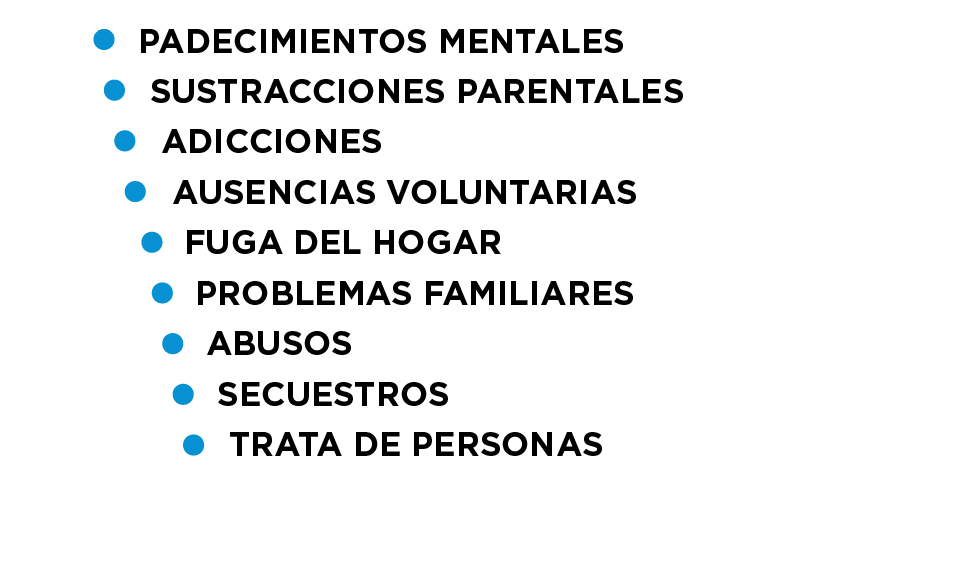 PADECIMIENTOS MENTALES
SUSTRACCIONES PARENTALES
ADICCIONES
AUSENCIAS VOLUNTARIAS
FUGA DEL HOGAR
PROBLEMAS FAMILIARES
ABUSOS
SECUESTROS
TRATA DE PERSONAS